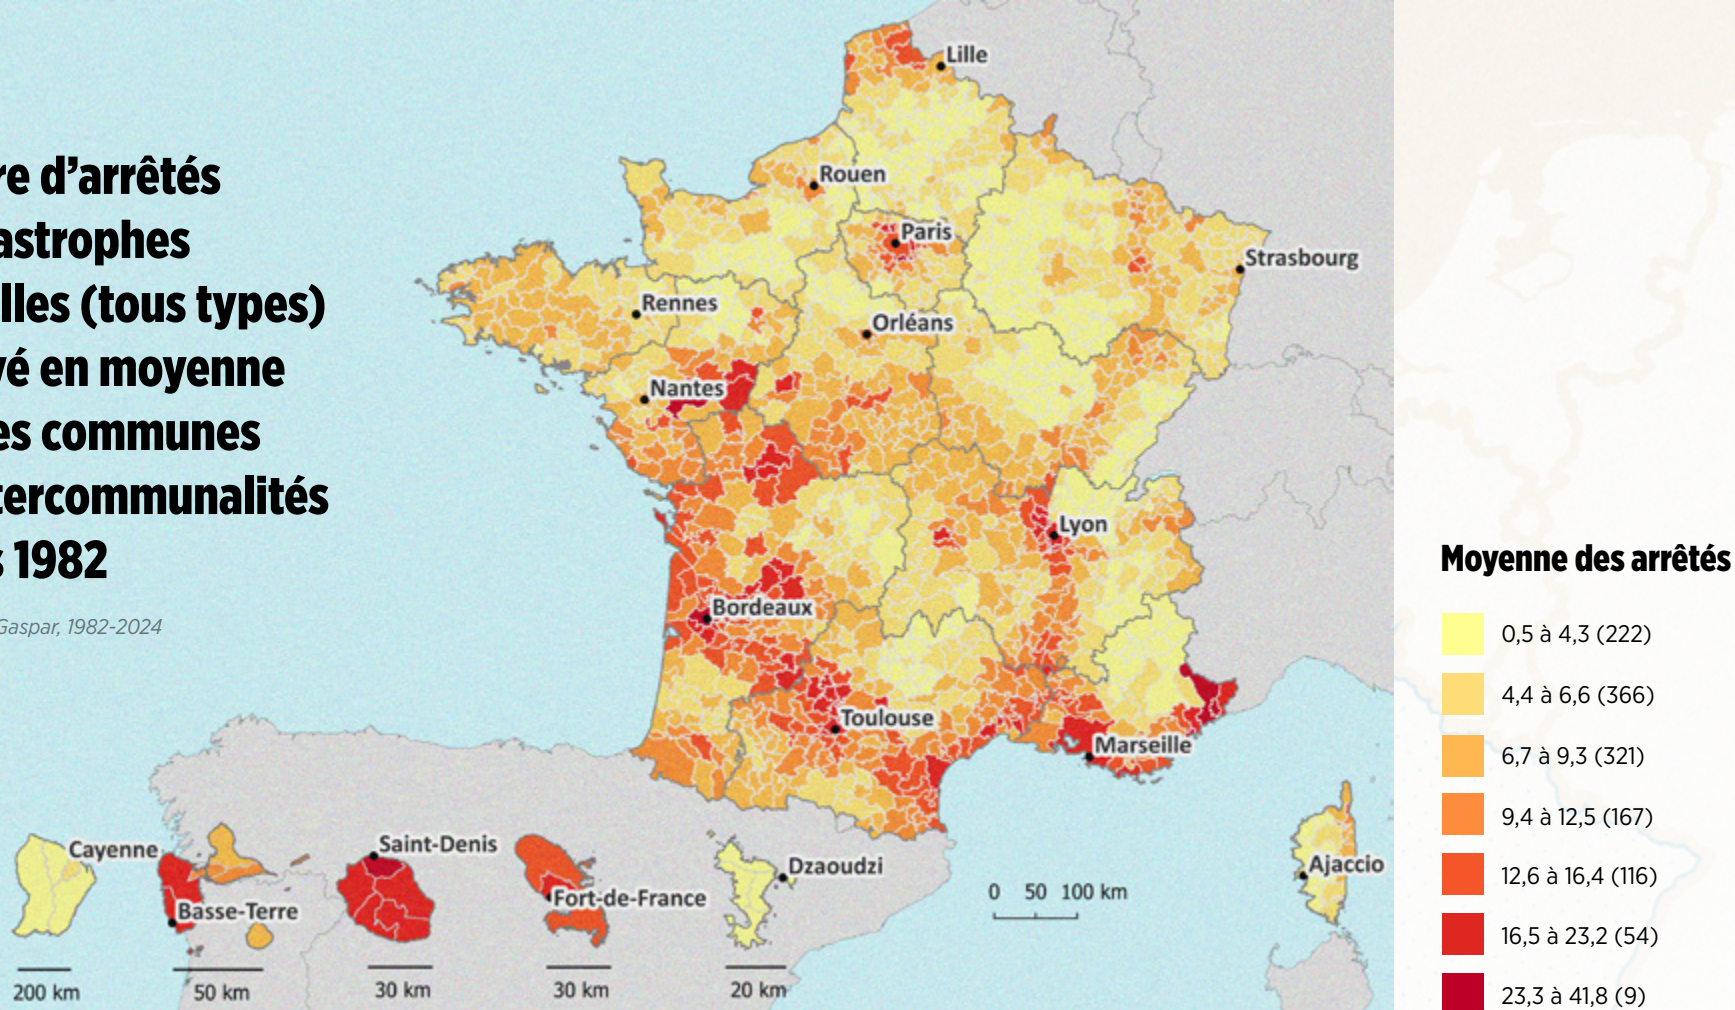 re d’arrêtés
astrophes
lles (tous types)
yé en moyenne
es communes
tercommunalités
s 1982
Gaspar, 1982-2024
Lille
Rouen
Paris
Strasbourg
Rennes
Orléans
Nantes
Lyon
Bordeaux
Toulouse
Marseille
Ajaccio
Cayenne
Basse-Terre
Saint-Denis
Fort-de-France
Dzaoudzi
0 50 100 km
200 km
50 km
30 km
30 km
20 km
Moyenne des arrêtés
0,5 à 4,3 (222)
4,4 à 6,6 (366)
6,7 à 9,3 (321)
9,4 à 12,5 (167)
12,6 à 16,4 (116)
16,5 à 23,2 (54)
23,3 à 41,8 (9)